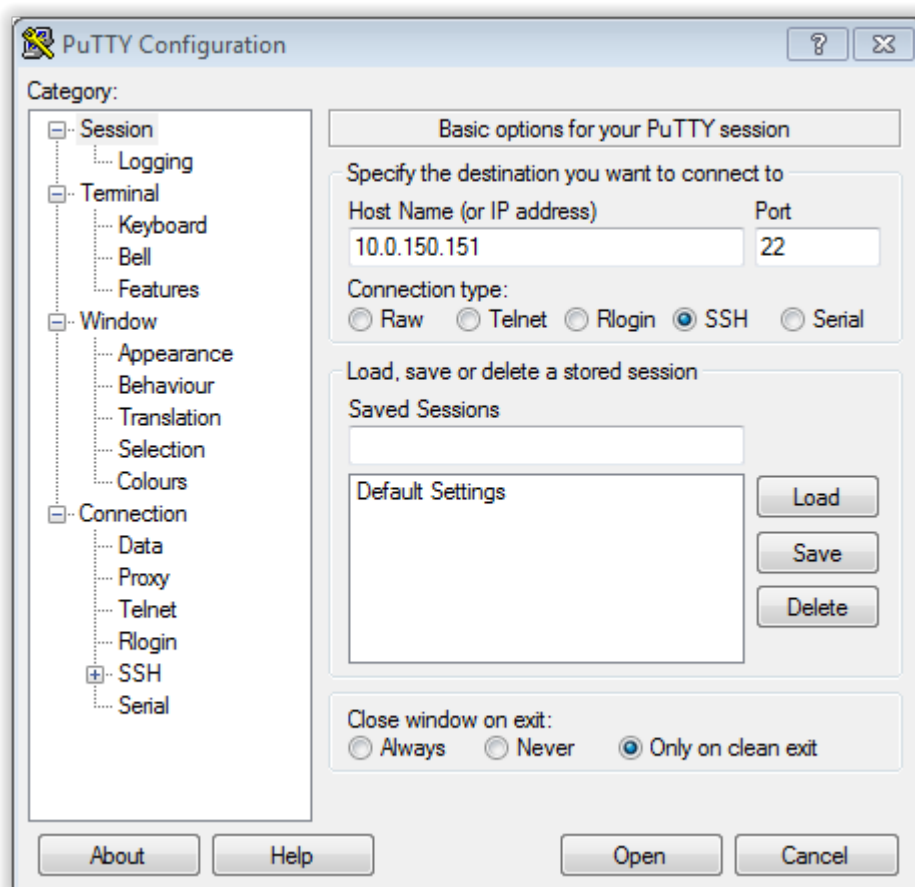 PuTTY Configuration
Category:
Session
Logging
Terminal
Keyboard
Bell
Features
Window
Appearance
Behaviour
Translation
Selection
Colours
Connection
Data
Proxy
Telnet
Rlogin
SSH
Serial
Basic options for your PuTTY session
Specify the destination you want to connect to
Host Name (or IP address) Port
10.0.150.151 22
Connection type:
Raw Telnet Rlogin SSH Serial
Load, save or delete a stored session
Saved Sessions
Default Settings
Load
Save
Delete
Close window on exit:
Always Never Only on clean exit
About Help Open Cancel